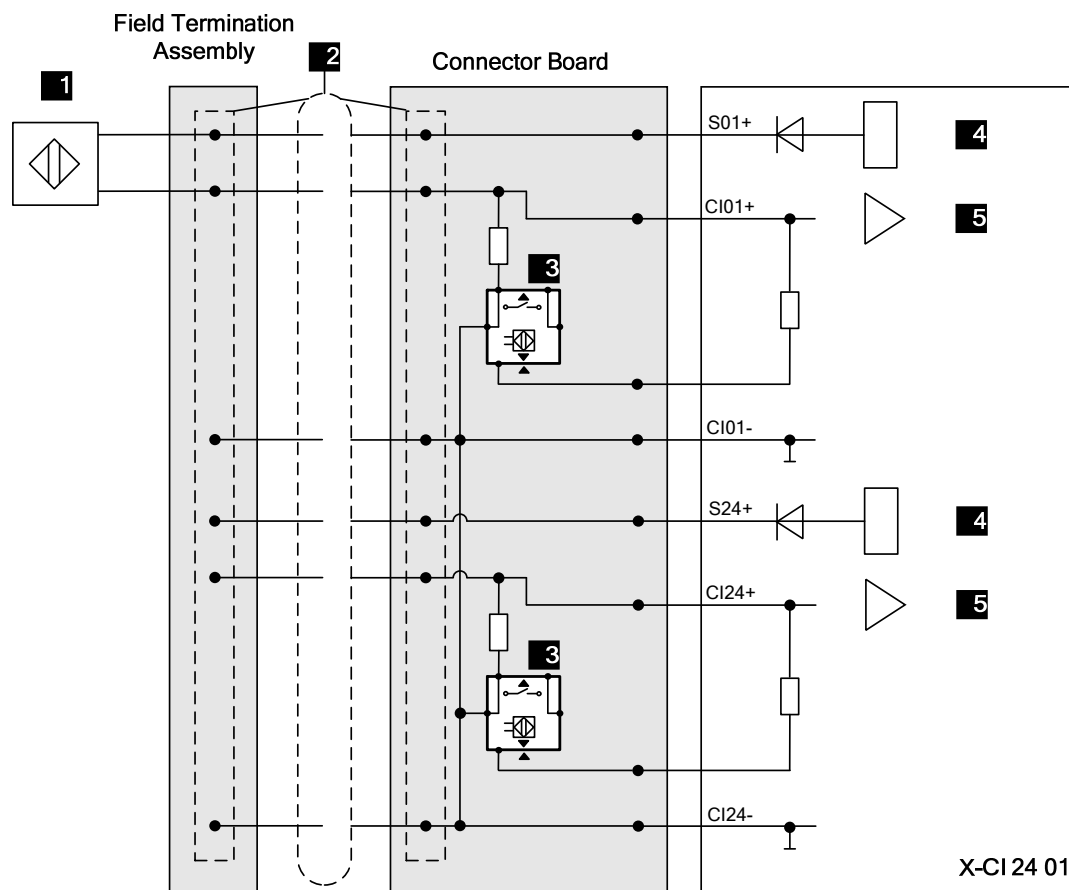 Field Termination
Assembly
2
Connector Board
1
S01+
4
CI01+
5
3
CI01-
S24+
4
CI24+
5
3
CI24-
X-CI 24 01